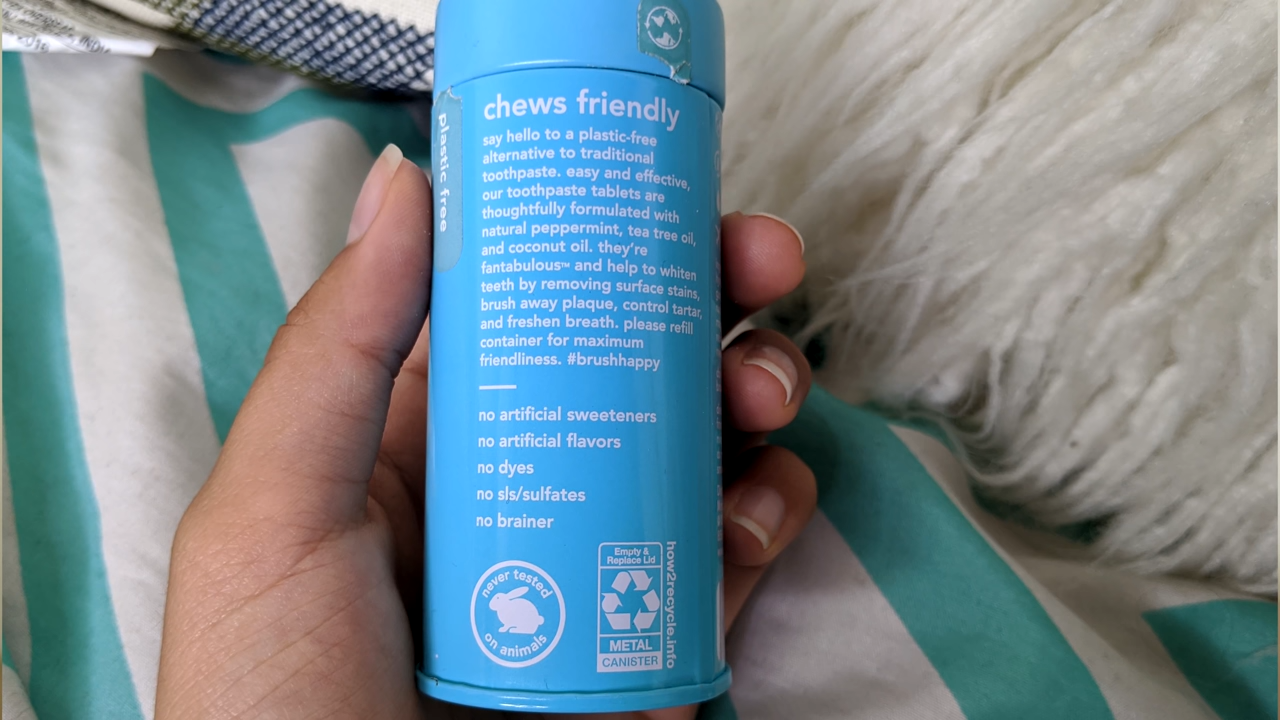 plastic free
chews friendly
say hello to a plastic-free
alternative to traditional
toothpaste. easy and effective,
our toothpaste tablets are
thoughtfully formulated with
natural peppermint, tea tree oil,
and coconut oil. they're
fantabulous™ and help to whiten
teeth by removing surface stains,
brush away plaque, control tartar,
and freshen breath. please refill
container for maximum
friendliness. #brushhappy
no artificial sweeteners
no artificial flavors
no dyes
no sls/sulfates
no brainer
never tested
on animals
Empty &
Replace Lid
METAL
CANISTER
how2recycle.info